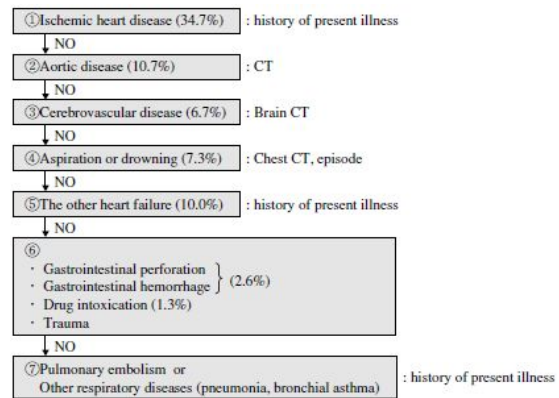 ①Ischemic heart disease (34.7%) : history of present illness
NO
②Aortic disease (10.7%) : CT
NO
③Cerebrovascular disease (6.7%) : Brain CT
NO
④Aspiration or drowning (7.3%) : Chest CT, episode
NO
⑤The other heart failure (10.0%) : history of present illness
NO
⑥
・ Gastrointestinal perforation
・ Gastrointestinal hemorrhage } (2.6%)
・ Drug intoxication (1.3%)
・ Trauma
NO
⑦Pulmonary embolism or
Other respiratory diseases (pneumonia, bronchial asthma) : history of present illness